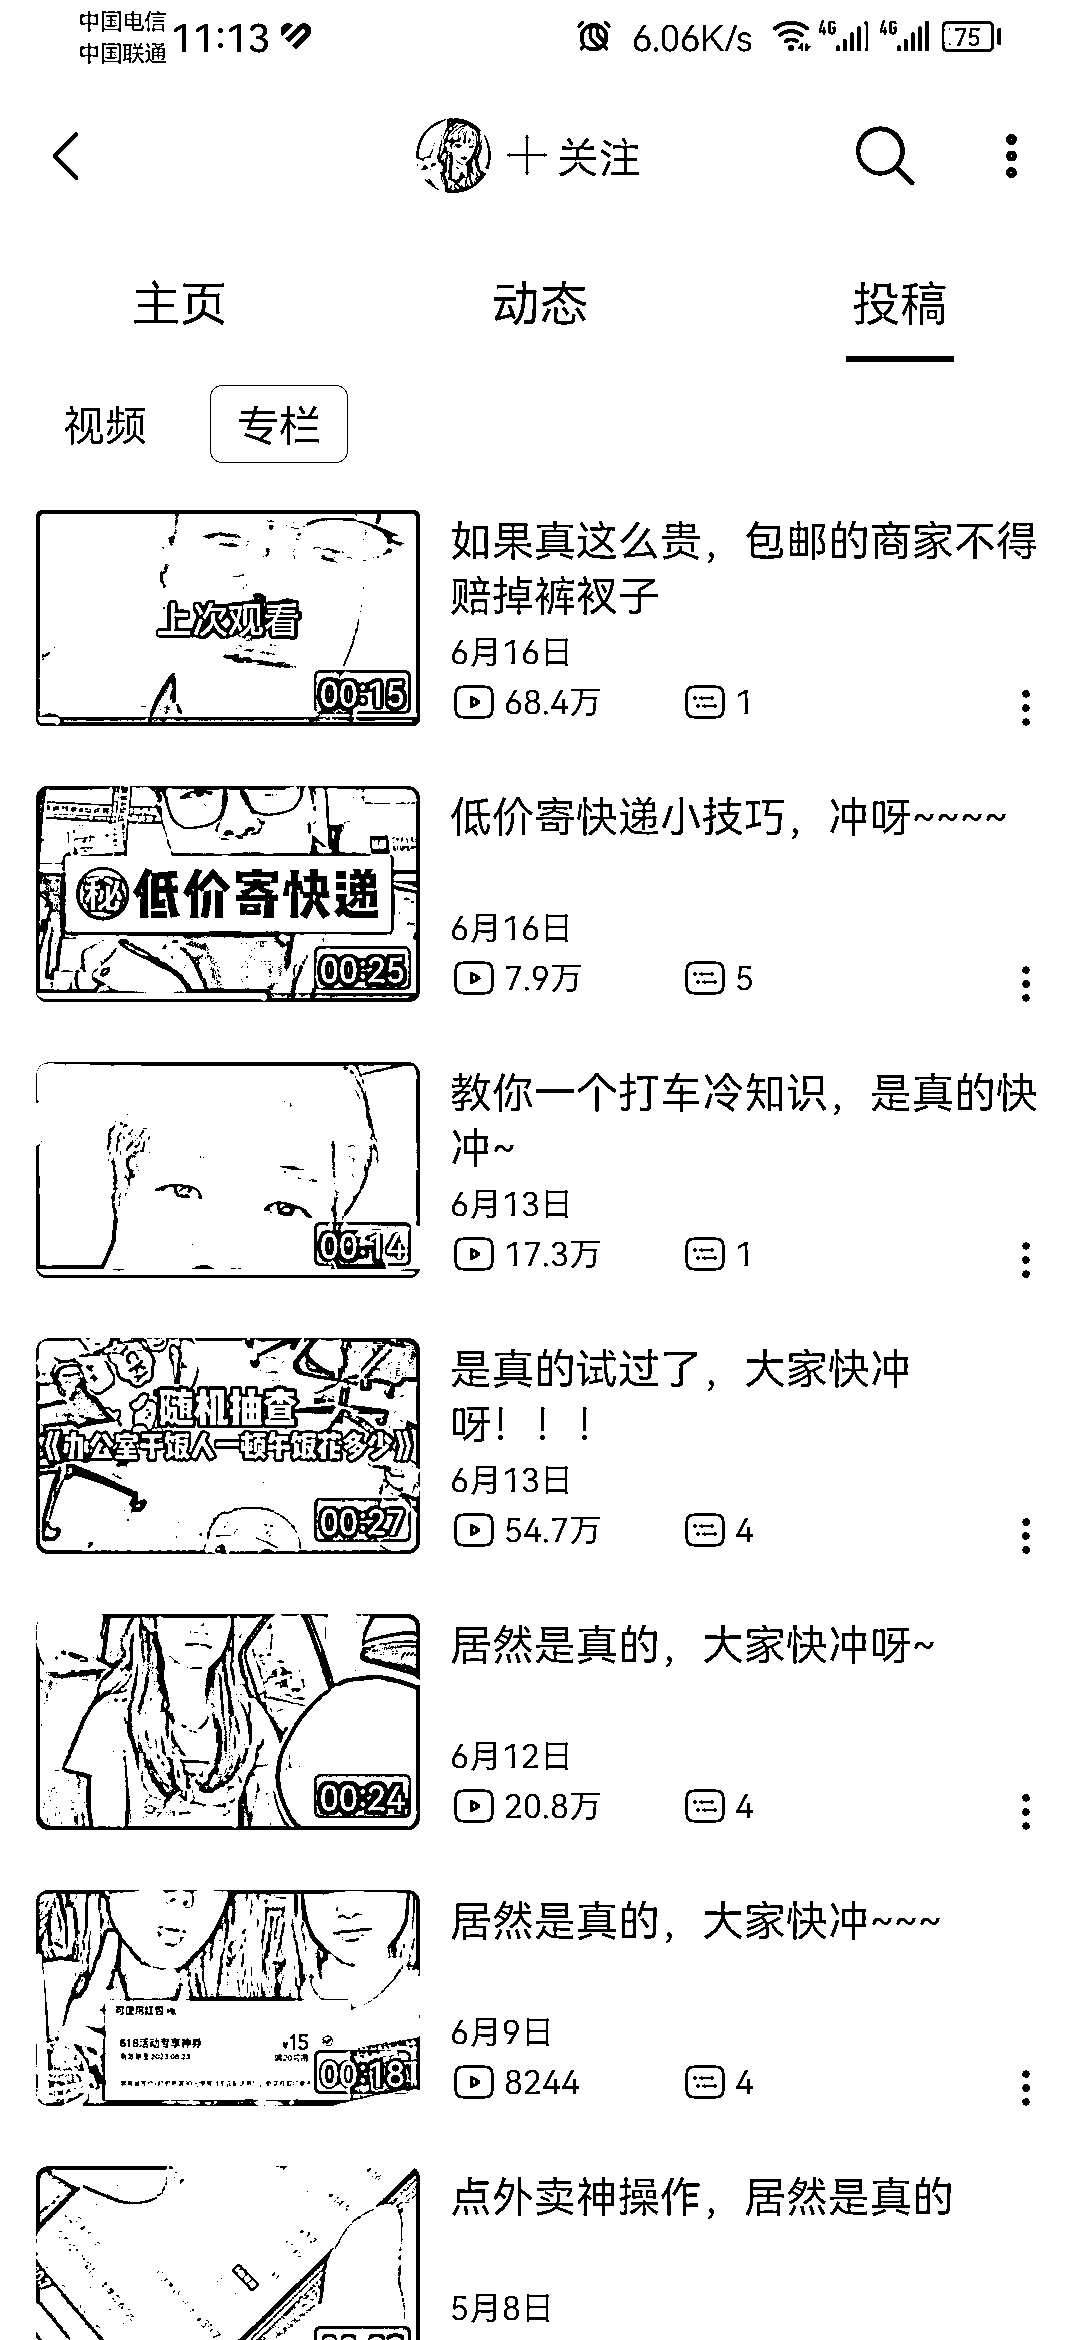 中国电信
中国联通
11:13
6.06K/s
4G
4G
75
关注
主页
动态
投稿
视频
专栏
上次观看
00:15
如果真这么贵，包邮的商家不得
赔掉裤衩子
6月16日
68.4万
1
秘 低价寄快递
00:25
低价寄快递小技巧，冲呀~~~~
6月16日
7.9万
5
00:14
教你一个打车冷知识，是真的快
冲~
6月13日
17.3万
1
随机抽查
《办公室干饭人一顿午饭花多少》
00:27
是真的试过了，大家快冲
呀！！！
6月13日
54.7万
4
00:24
居然是真的，大家快冲呀~
6月12日
20.8万
4
可使用红包
618活动专享神券
¥15
00:18
居然是真的，大家快冲~~~
6月9日
8244
4
点外卖神操作，居然是真的
5月8日